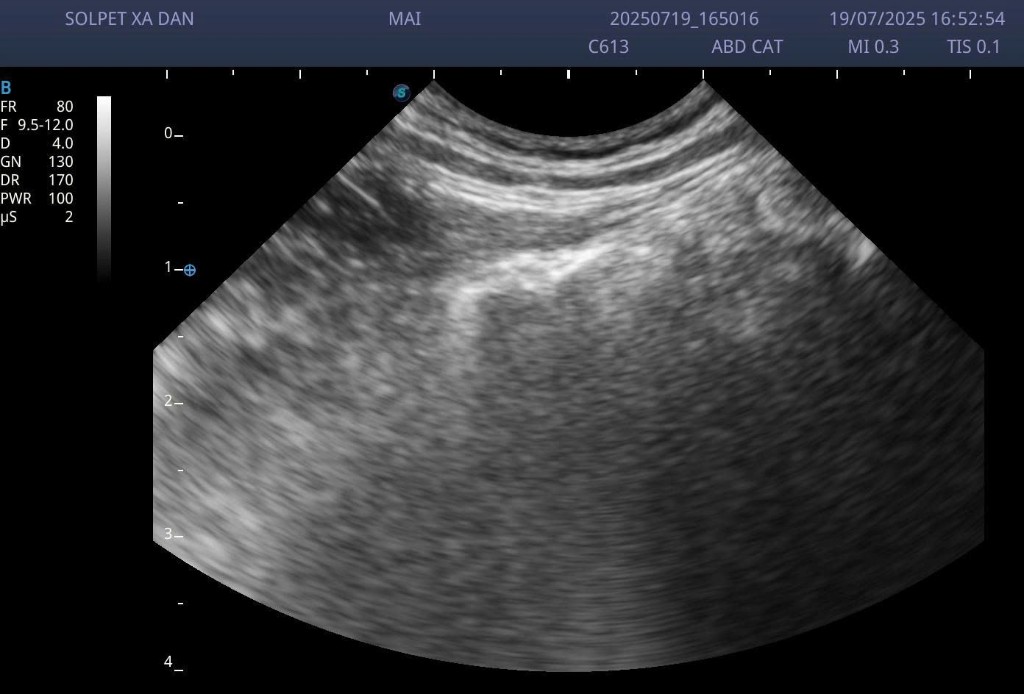 SOLPET XA DAN MAI 20250719_165016 19/07/2025 16:52:54
C613 ABD CAT MI 0.3 TIS 0.1
B
FR 80
F 9.5-12.0
D 4.0
GN 130
DR 170
PWR 100
µS 2
S
0
1
2
3
4